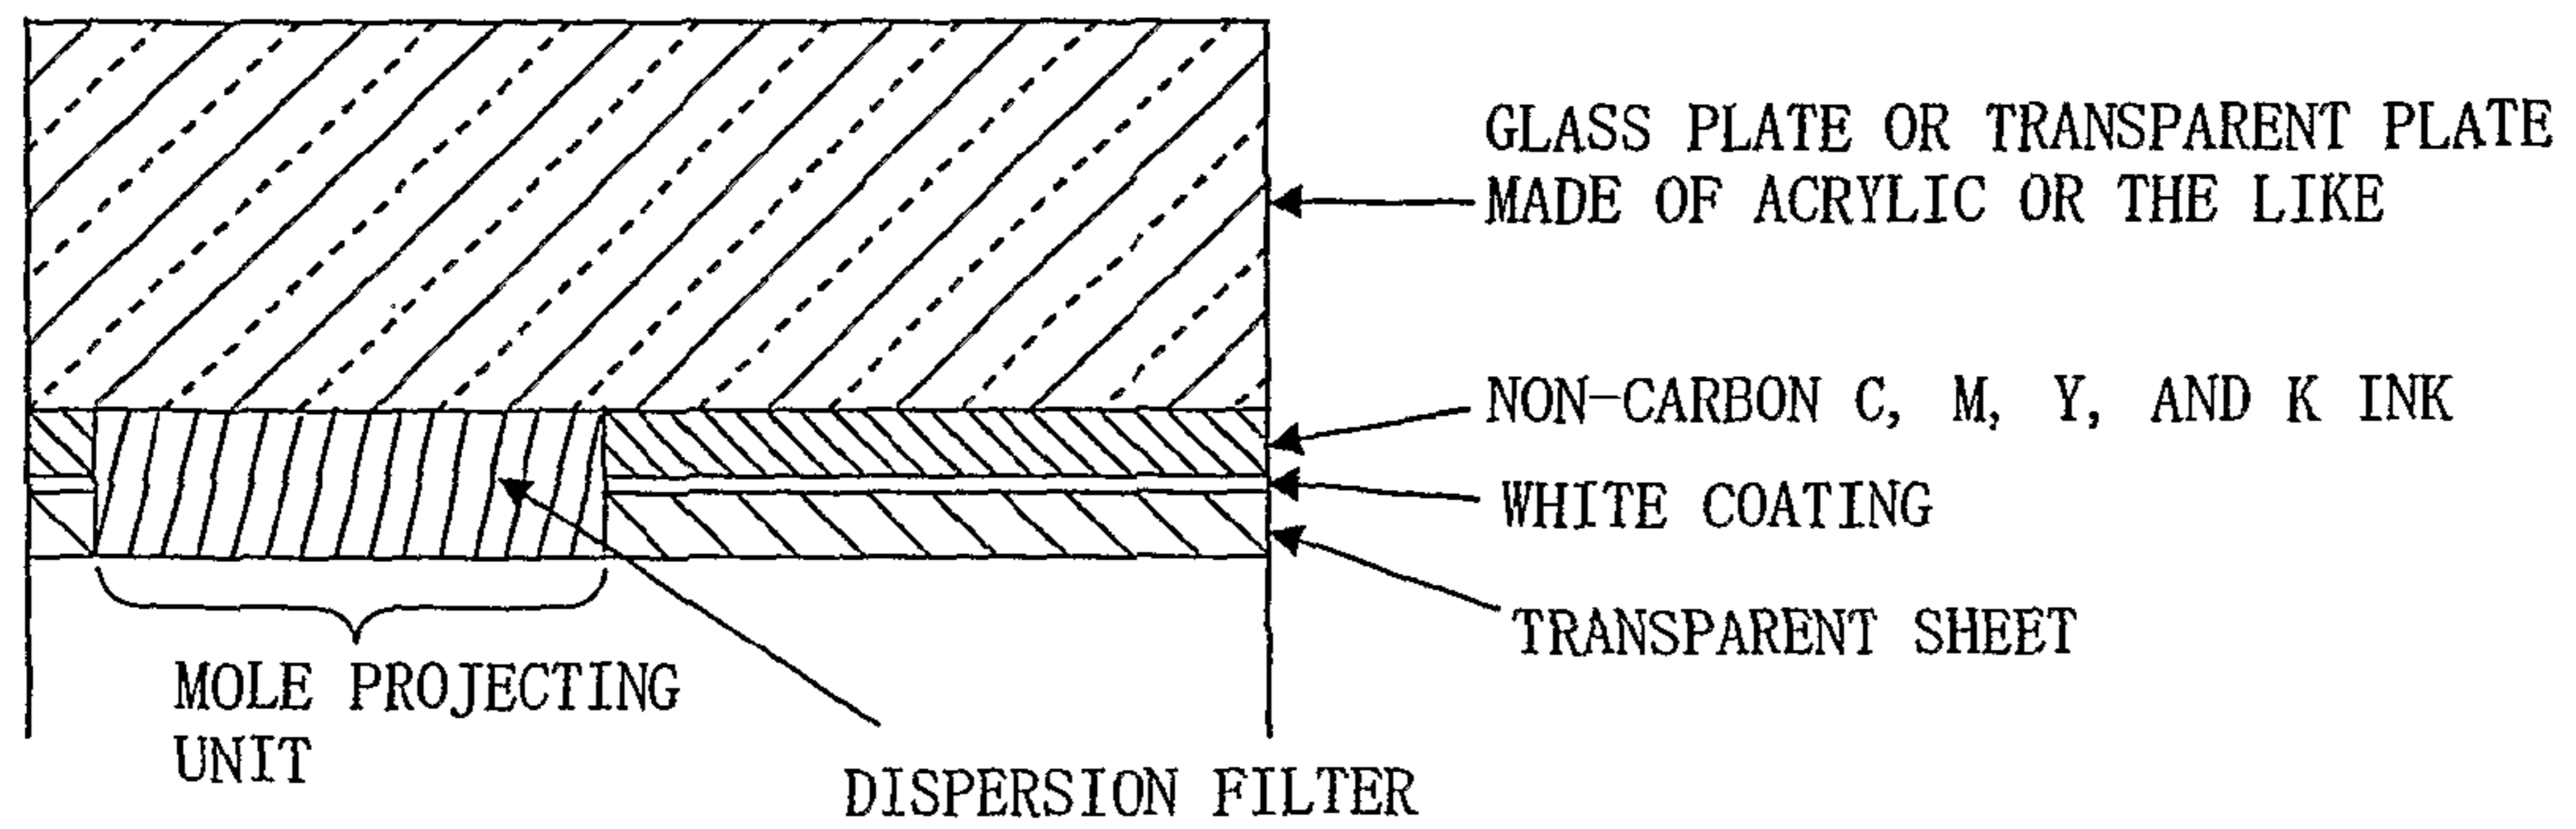 GLASS PLATE OR TRANSPARENT PLATE
MADE OF ACRYLIC OR THE LIKE
NON-CARBON C, M, Y, AND K INK
WHITE COATING
TRANSPARENT SHEET
MOLE PROJECTING
UNIT
DISPERSION FILTER